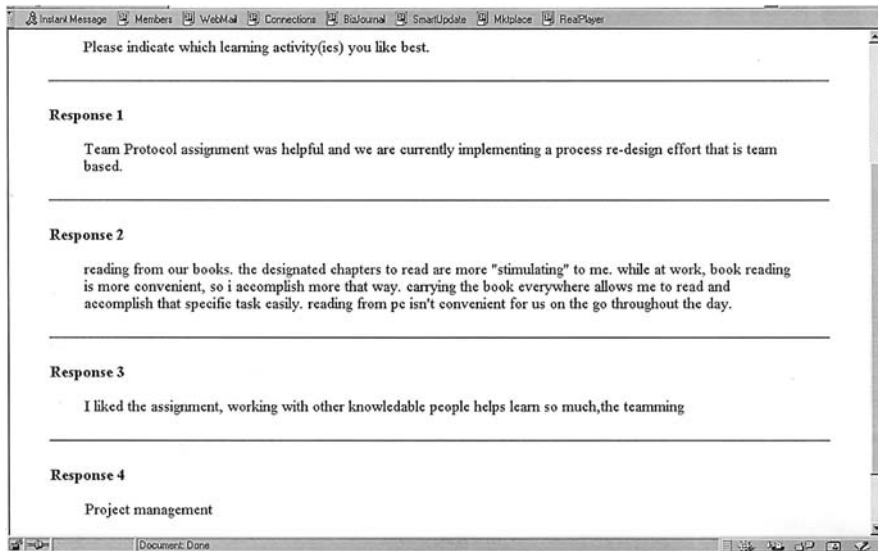 Instant Message Members WebMail Connections BizJournal SmartUpdate Mktplace RealPlayer
Please indicate which learning activity(ies) you like best.
Response 1
Team Protocol assignment was helpful and we are currently implementing a process re-design effort that is team
based.
Response 2
reading from our books. the designated chapters to read are more "stimulating" to me. while at work, book reading
is more convenient, so i accomplish more that way. carrying the book everywhere allows me to read and
accomplish that specific task easily. reading from pc isn't convenient for us on the go throughout the day.
Response 3
I liked the assignment, working with other knowledable people helps learn so much,the teamming
Response 4
Project management
Document: Done